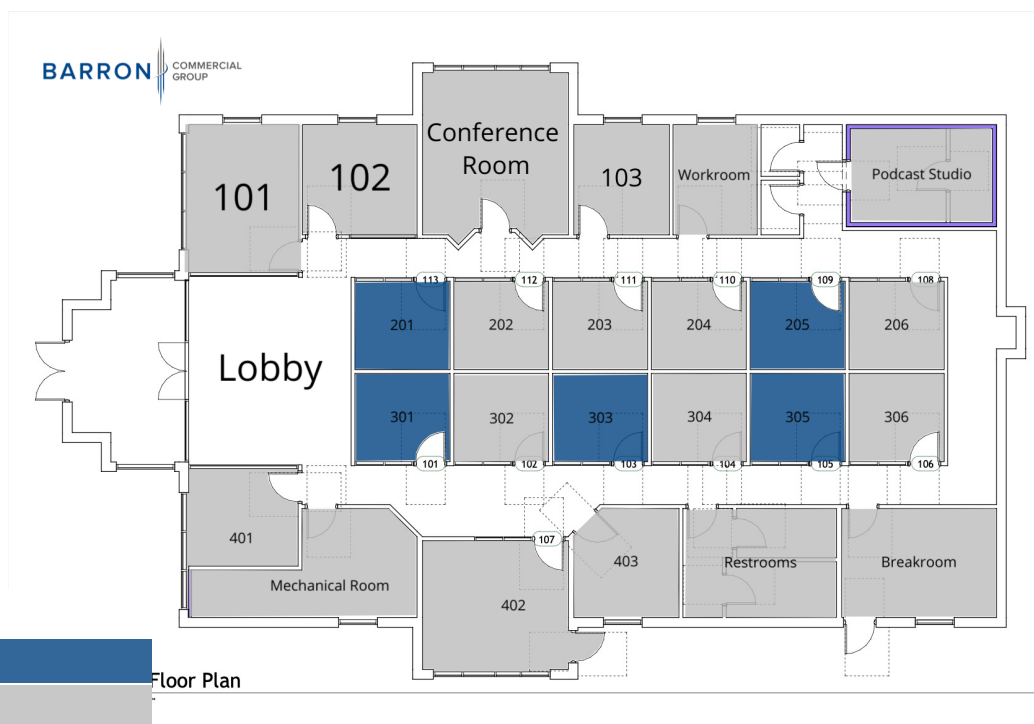 BARRON
COMMERCIAL
GROUP
Conference
Room
101
102
103
Workroom
Podcast Studio
113
112
111
110
109
108
201
202
203
204
205
206
Lobby
301
302
303
304
305
306
101
102
103
104
105
106
107
401
Mechanical Room
402
403
Restrooms
Breakroom
Floor Plan